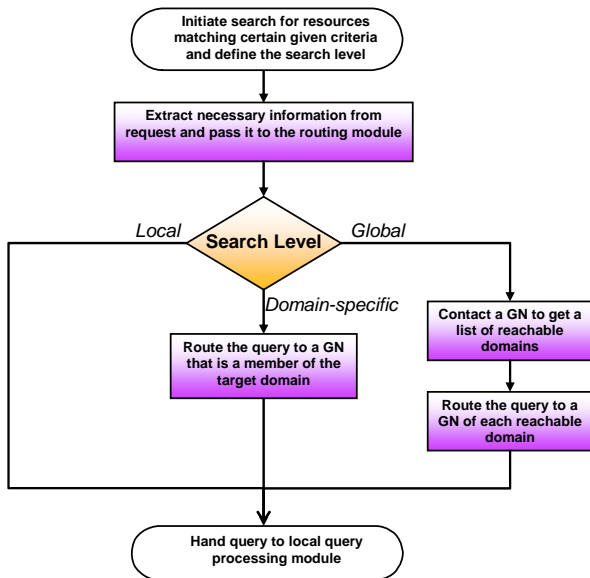 Initiate search for resources
matching certain given criteria
and define the search level
Extract necessary information from
request and pass it to the routing module
Local
Search Level
Global
Domain-specific
Route the query to a GN
that is a member of the
target domain
Contact a GN to get a
list of reachable
domains
Route the query to a
GN of each reachable
domain
Hand query to local query
processing module